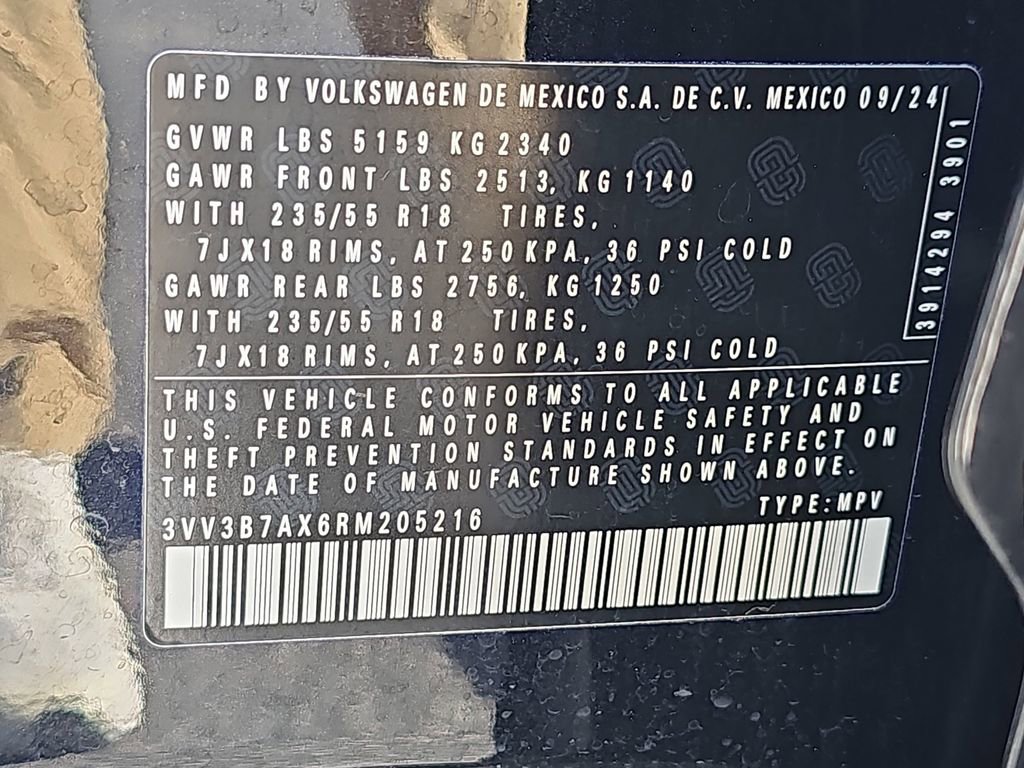 MFD BY VOLKSWAGEN DE MEXICO S.A. DE C.V. MEXICO 09/24
GVWR LBS 5159 KG 2340
GAWR FRONT LBS 2513, KG 1140
WITH 235/55 R18 TIRES,
7JX18 RIMS, AT 250 KPA, 36 PSI COLD
GAWR REAR LBS 2756, KG 1250
WITH 235/55 R18 TIRES,
7JX18 RIMS, AT 250 KPA, 36 PSI COLD
3914294 3901
THIS VEHICLE CONFORMS TO ALL APPLICABLE
U.S. FEDERAL MOTOR VEHICLE SAFETY AND
THEFT PREVENTION STANDARDS IN EFFECT ON
THE DATE OF MANUFACTURE SHOWN ABOVE.
TYPE: MPV
3VV3B7AX6RM205216